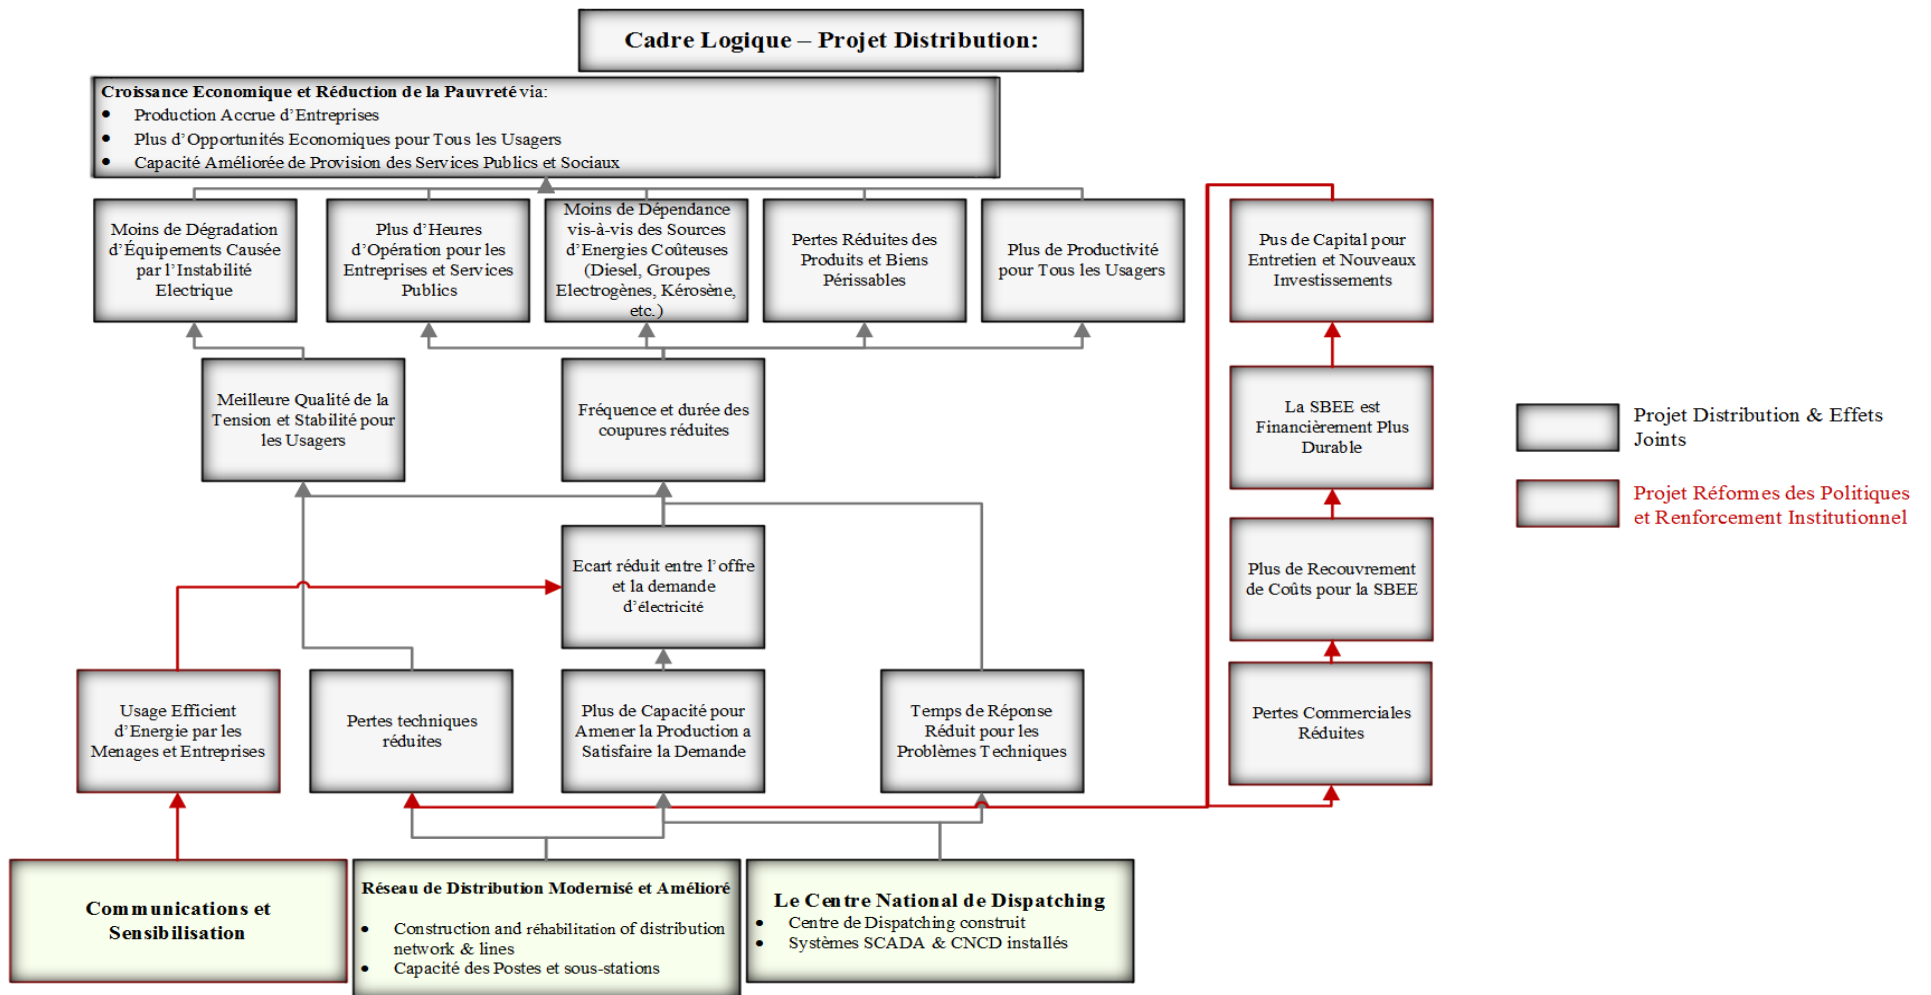 Cadre Logique – Projet Distribution:
Croissance Economique et Réduction de la Pauvreté via:
• Production Accrue d'Entreprises
• Plus d'Opportunités Economiques pour Tous les Usagers
• Capacité Améliorée de Provision des Services Publics et Sociaux
Moins de Dégradation
d'Équipements Causée
par l'Instabilité
Electrique
Plus d'Heures
d'Opération pour les
Entreprises et Services
Publics
Moins de Dépendance
vis-à-vis des Sources
d'Energies Coûteuses
(Diesel, Groupes
Electrogènes, Kérosène,
etc.)
Pertes Réduites des
Produits et Biens
Périssables
Plus de Productivité
pour Tous les Usagers
Pus de Capital pour
Entretien et Nouveaux
Investissements
Meilleure Qualité de la
Tension et Stabilité pour
les Usagers
Fréquence et durée des
coupures réduites
La SBEE est
Financièrement Plus
Durable
Projet Distribution & Effets
Joints
Projet Réformes des Politiques
et Renforcement Institutionnel
Ecart réduit entre l'offre
et la demande
d'électricité
Plus de Recouvrement
de Coûts pour la SBEE
Usage Efficient
d'Energie par les
Menages et Entreprises
Pertes techniques
réduites
Plus de Capacité pour
Amener la Production a
Satisfaire la Demande
Temps de Réponse
Réduit pour les
Problèmes Techniques
Pertes Commerciales
Réduites
Communications et
Sensibilisation
Réseau de Distribution Modernisé et Amélioré
• Construction and réhabilitation of distribution
network & lines
• Capacité des Postes et sous-stations
Le Centre National de Dispatching
• Centre de Dispatching construit
• Systèmes SCADA & CNCD installés